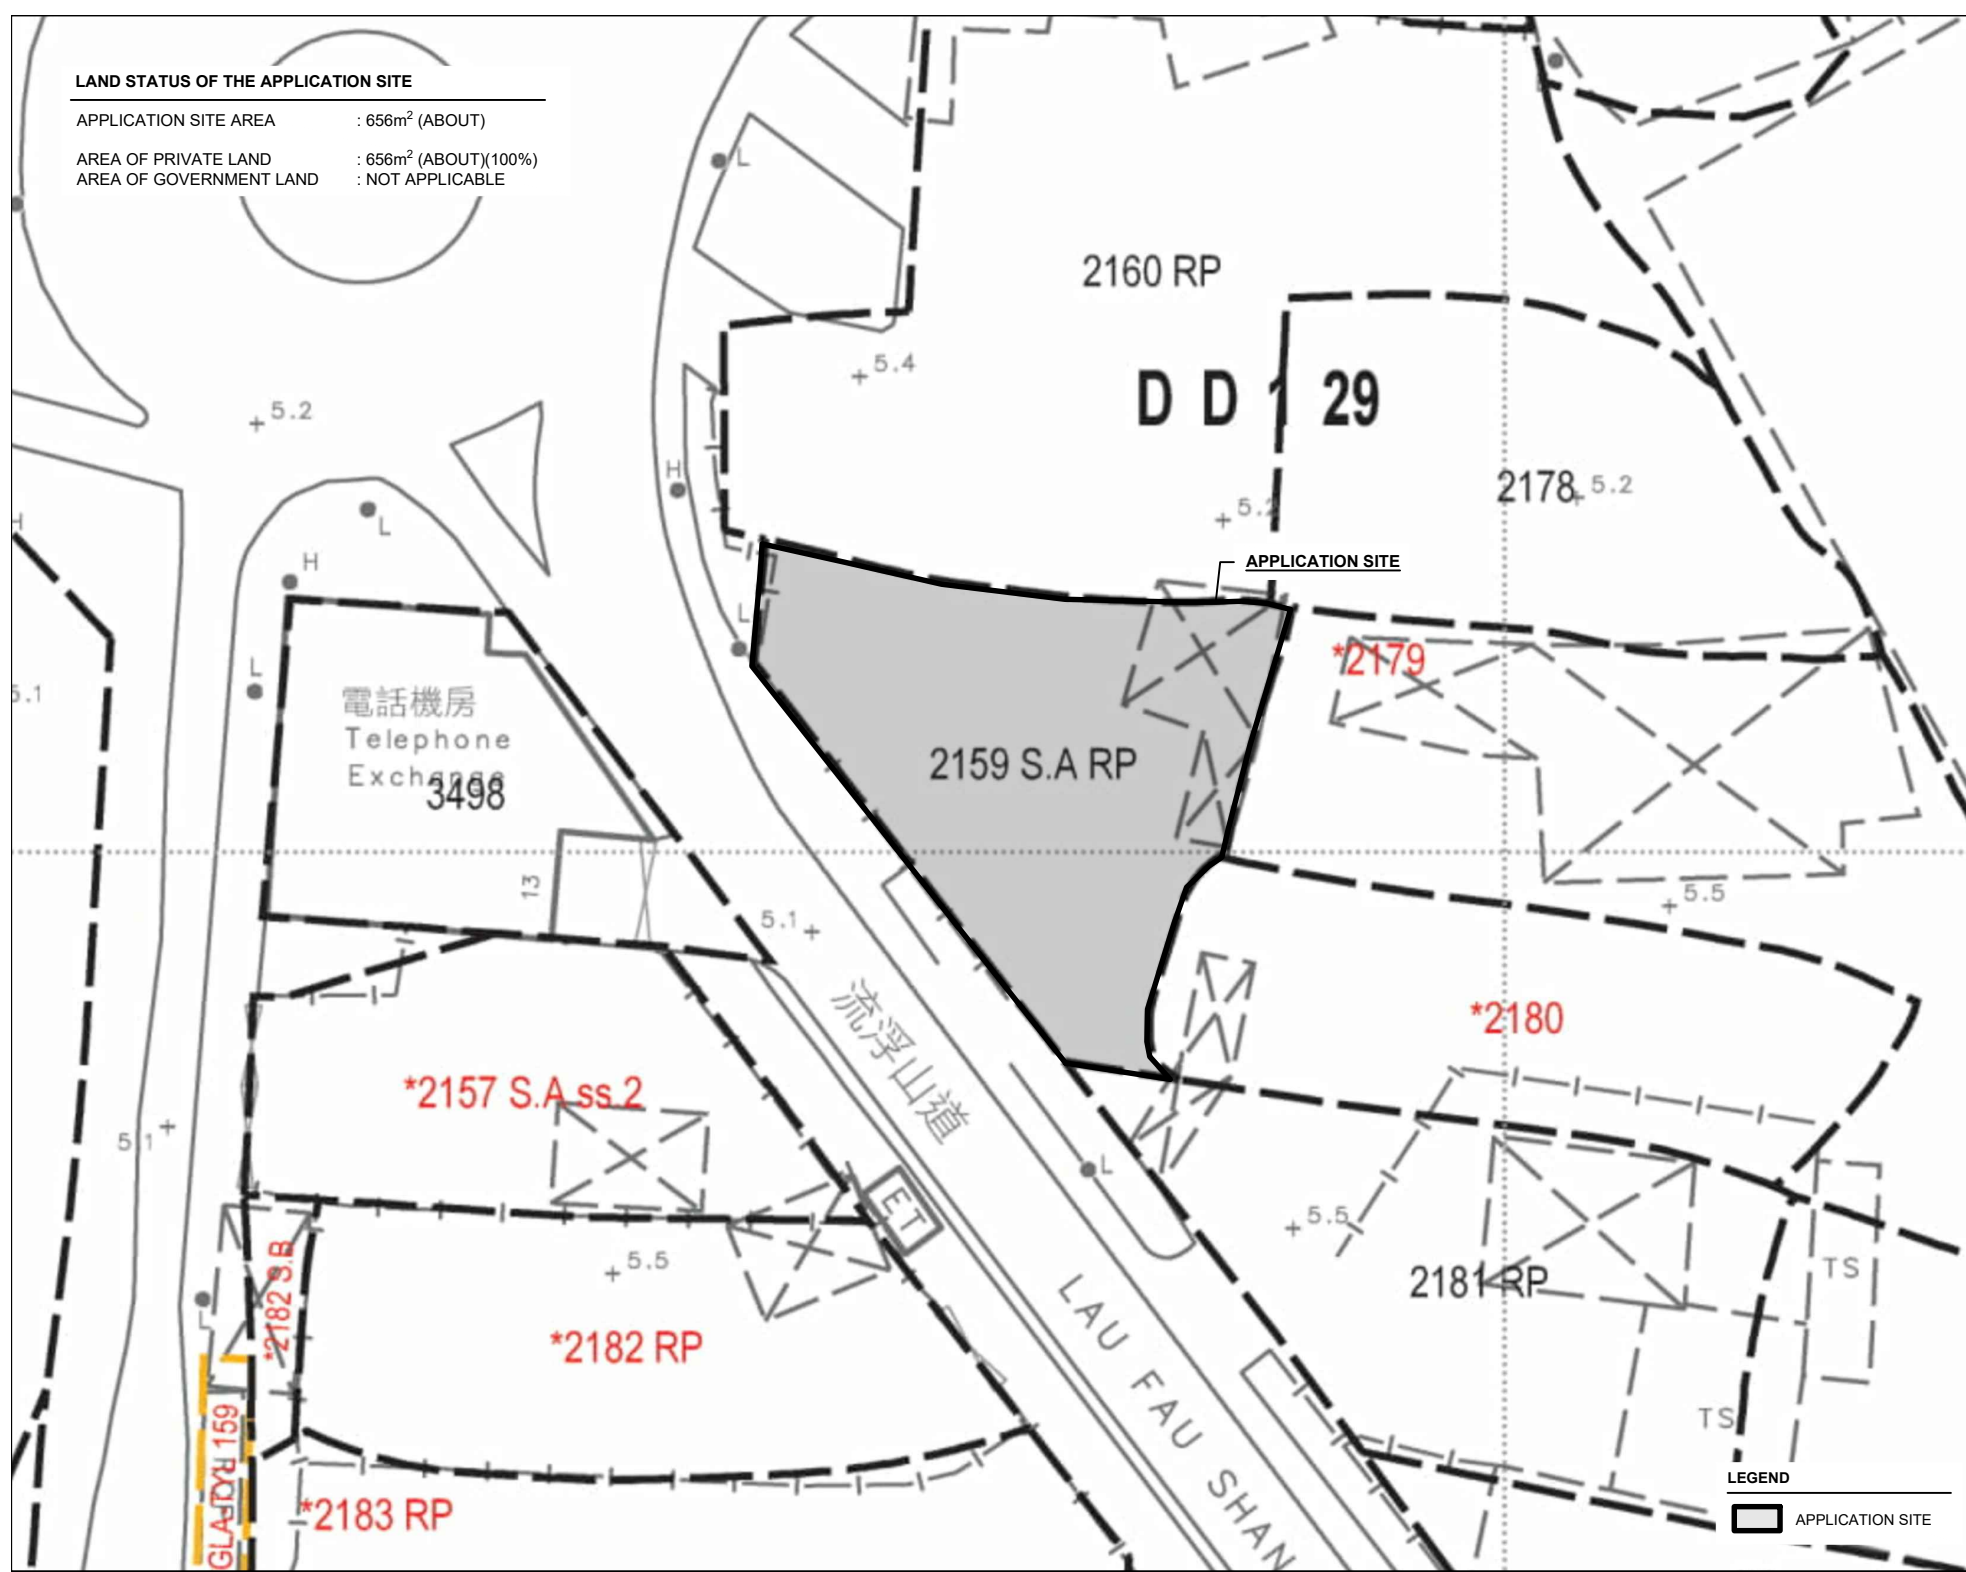 LAND STATUS OF THE APPLICATION SITE
APPLICATION SITE AREA : 656m² (ABOUT)
AREA OF PRIVATE LAND : 656m² (ABOUT)(100%)
AREA OF GOVERNMENT LAND : NOT APPLICABLE
L
2160 RP
5.4
D D 1 29
5.2
H
2178
5.2
5.2
L
H
H
APPLICATION SITE
L
*2179
L
5.1
電話機房
Telephone
Exchange
3498
2159 S.A RP
13
5.1
5.5
流浮山道
*2180
*2157 S.A ss.2
5.1
L
ET
5.5
5.5
TS
2181 RP
*2182 S.B
L
*2182 RP
LAU FAU SHAN
TS
GLA-TYL 159
*2183 RP
LEGEND
APPLICATION SITE